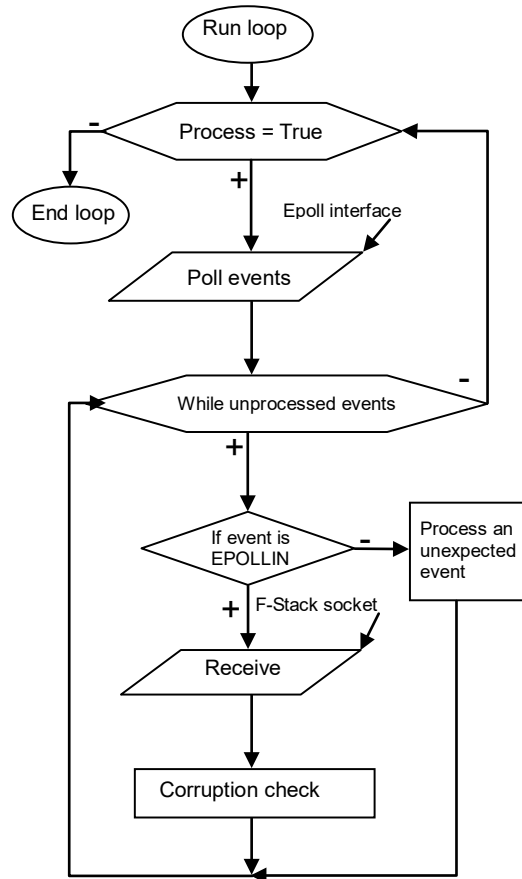 Run loop
-
Process = True
+
End loop
Epoll interface
Poll events
-
While unprocessed events
+
If event is
EPOLLIN
-
Process an
unexpected
event
+
F-Stack socket
Receive
Corruption check